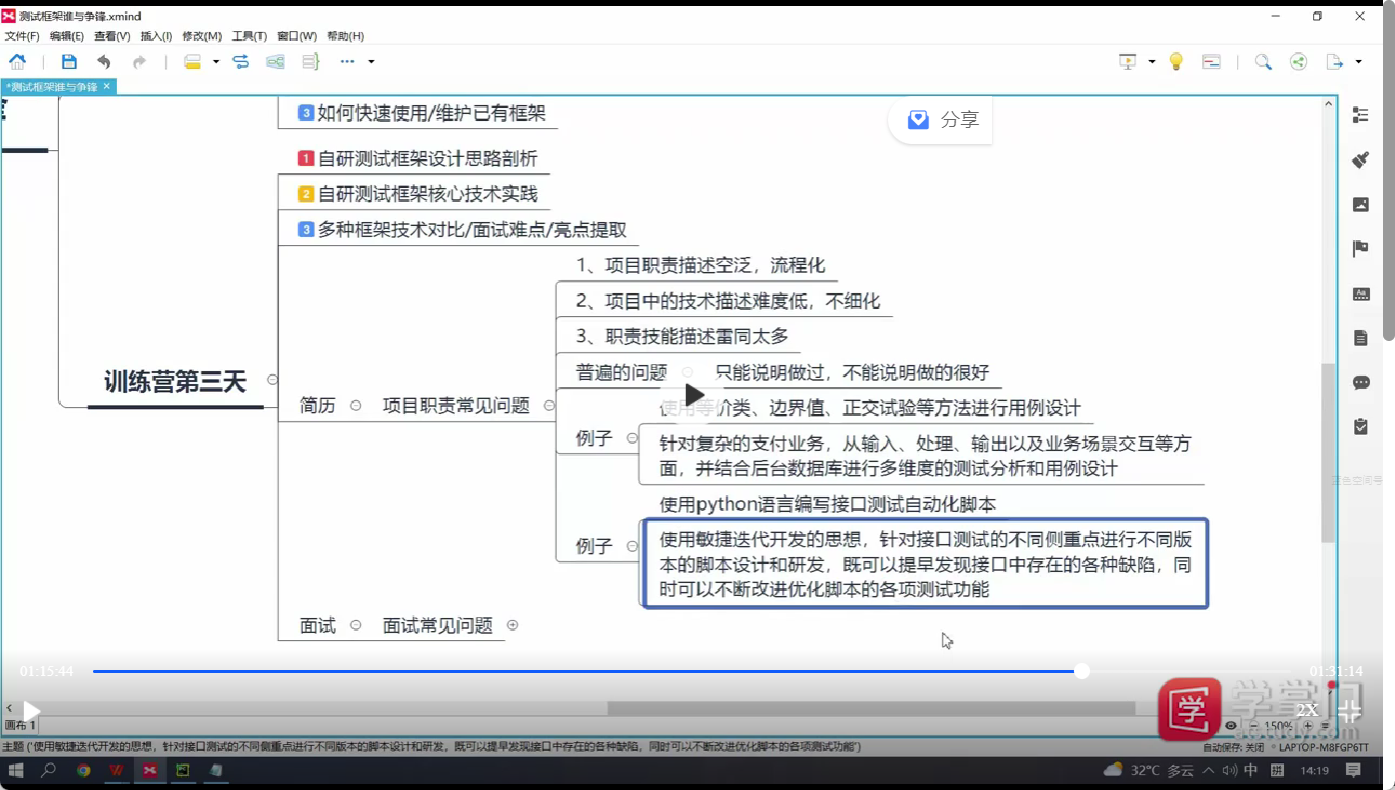 测试框架谁与争锋.xmind
文件(F) 编辑(E) 查看(V) 插入(I) 修改(M) 工具(T) 窗口(W) 帮助(H)
*测试框架谁与争锋 ×
3 如何快速使用/维护已有框架
分享
1 自研测试框架设计思路剖析
2 自研测试框架核心技术实践
3 多种框架技术对比/面试难点/亮点提取
1、项目职责描述空泛，流程化
2、项目中的技术描述难度低，不细化
3、职责技能描述雷同太多
普遍的问题 只能说明做过，不能说明做的很好
训练营第三天
简历 项目职责常见问题
使用等价类、边界值、正交试验等方法进行用例设计
例子
针对复杂的支付业务，从输入、处理、输出以及业务场景交互等方
面，并结合后台数据库进行多维度的测试分析和用例设计
使用python语言编写接口测试自动化脚本
例子
使用敏捷迭代开发的思想，针对接口测试的不同侧重点进行不同版
本的脚本设计和研发，既可以提早发现接口中存在的各种缺陷，同
时可以不断改进优化脚本的各项测试功能
面试 面试常见问题
01:15:44
01:31:14
学
学掌门
2X
画布 1
150%
主题 ('使用敏捷迭代开发的思想，针对接口测试的不同侧重点进行不同版本的脚本设计和研发，既可以提早发现接口中存在的各种缺陷，同时可以不断改进优化脚本的各项测试功能')
自动保存: 关闭
LAPTOP-M8FGP6TT
32°C 多云
中
拼
14:19